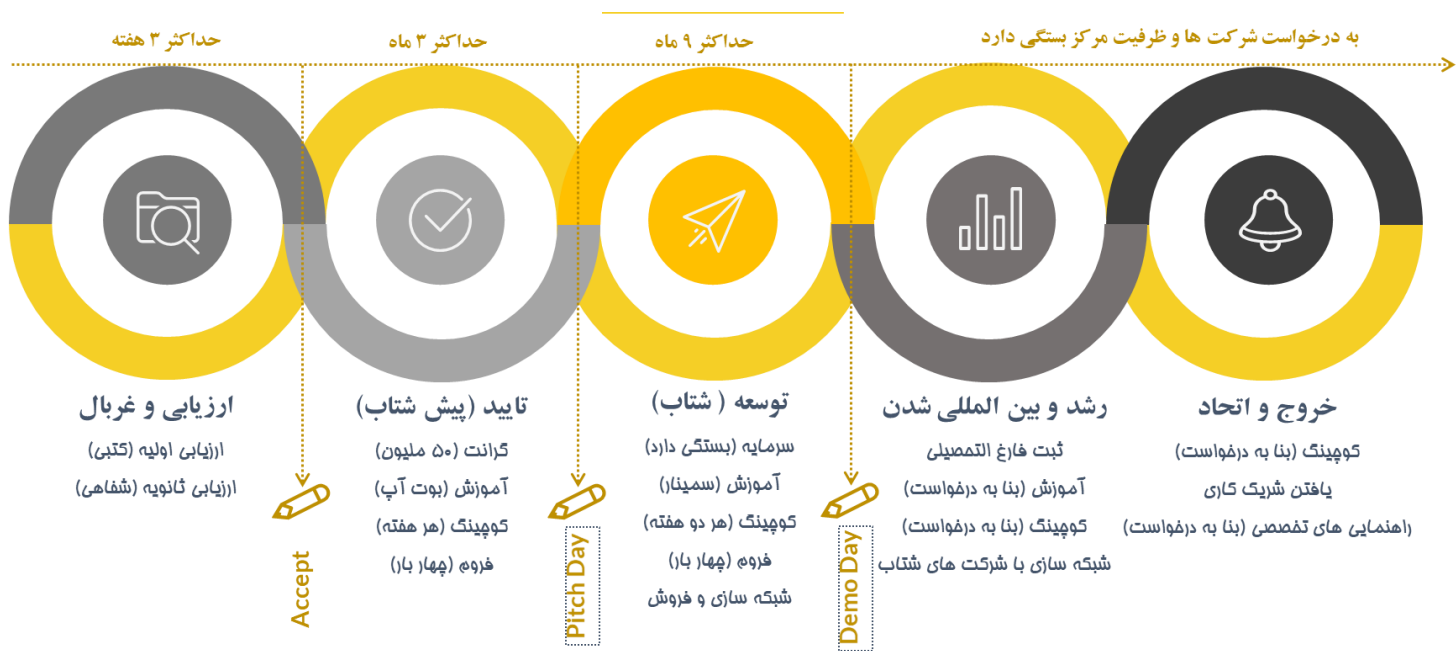 حداکثر ۳ هفته
حداکثر ۳ ماه
حداکثر ۹ ماه
به درخواست شرکت ها و ظرفیت مرکز بستگی دارد
ارزیابی و غربال
ارزیابی اولیه (کتبی)
ارزیابی ثانویه (شفاهی)
Accept
تایید (پیش شتاب)
گرانت (۵۰ ملیون)
آموزش (بوت آپ)
کوچینگ (هر هفته)
فروم (چهار بار)
Pitch Day
توسعه ( شتاب)
سرمایه (بستگی دارد)
آموزش (سمینار)
کوچینگ (هر دو هفته)
فروم (چهار بار)
شبکه سازی و فروش
Demo Day
رشد و بین المللی شدن
ثبت فارغ التحصیلی
آموزش (بنا به درخواست)
کوچینگ (بنا به درخواست)
شبکه سازی با شرکت های شتاب
خروج و اتحاد
کوچینگ (بنا به درخواست)
یافتن شریک کاری
راهنمایی های تخصصی (بنا به درخواست)